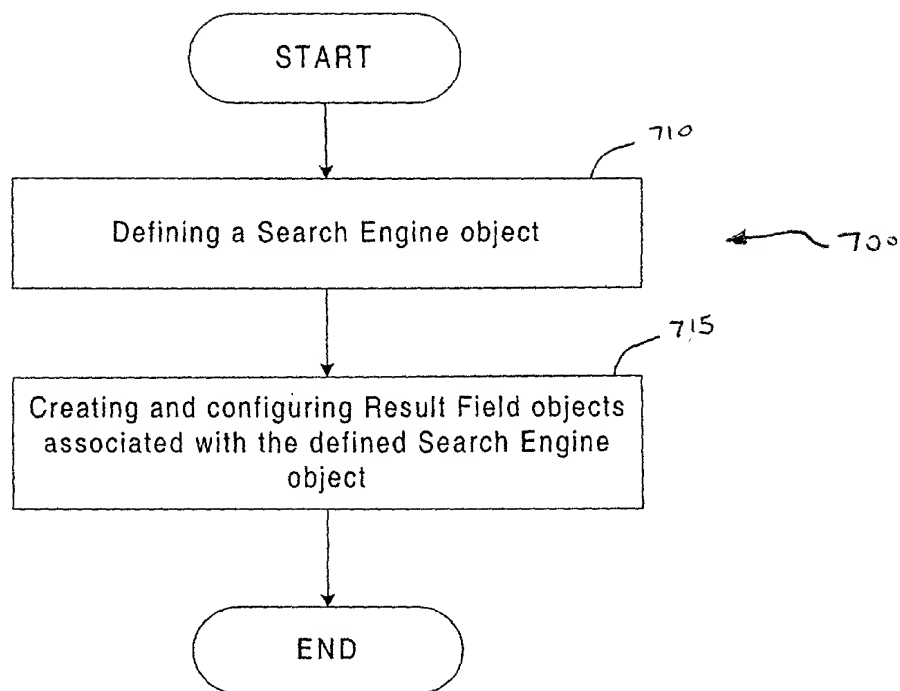 START
710
Defining a Search Engine object
700
715
Creating and configuring Result Field objects
associated with the defined Search Engine
object
END